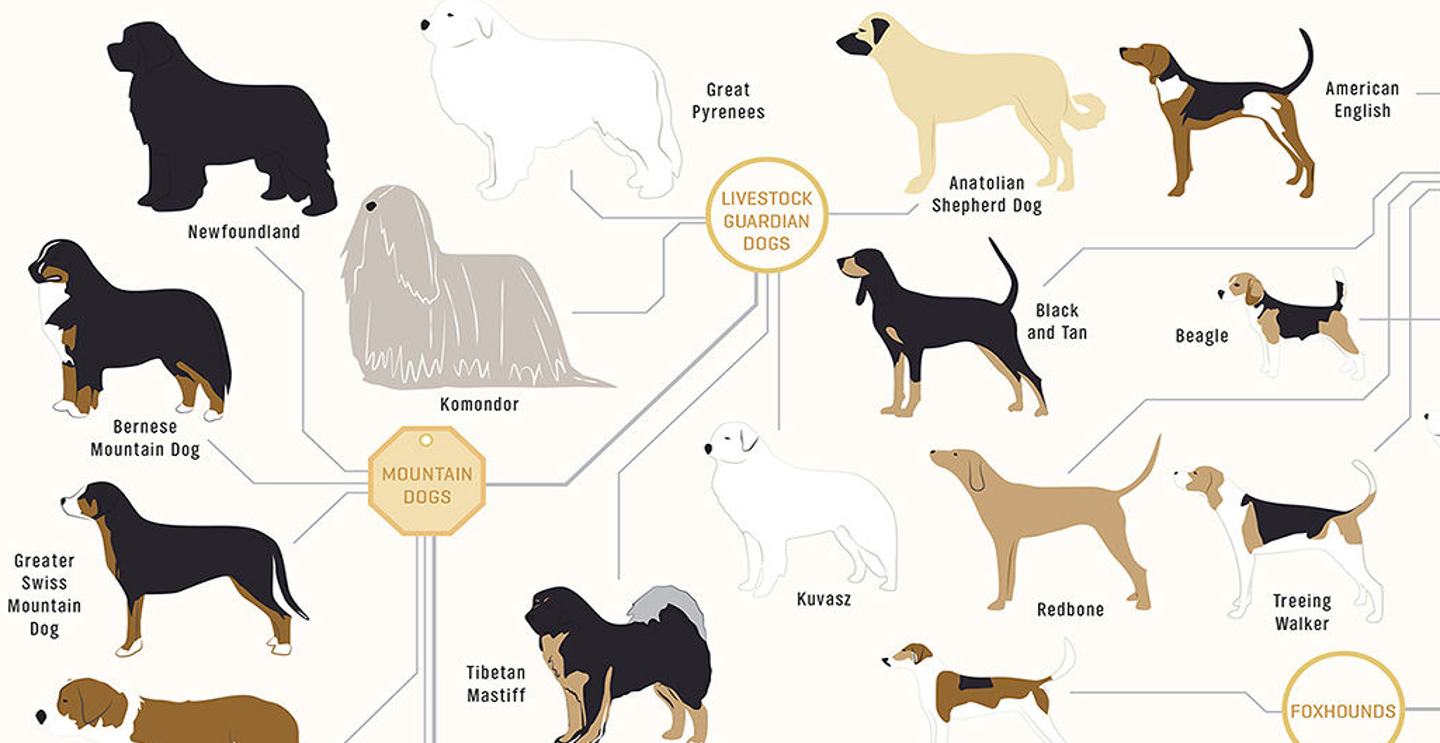 Great
Pyrenees
American
English
LIVESTOCK
GUARDIAN
DOGS
Anatolian
Shepherd Dog
Newfoundland
Black
and Tan
Beagle
Komondor
Bernese
Mountain Dog
MOUNTAIN
DOGS
Greater
Swiss
Mountain
Dog
Kuvasz
Redbone
Treeing
Walker
Tibetan
Mastiff
FOXHOUNDS